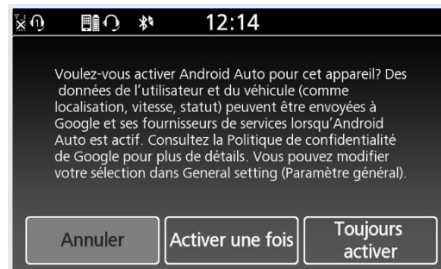 12:14
Voulez-vous activer Android Auto pour cet appareil? Des
données de l'utilisateur et du véhicule (comme
localisation, vitesse, statut) peuvent être envoyées à
Google et ses fournisseurs de services lorsqu'Android
Auto est actif. Consultez la Politique de confidentialité
de Google pour plus de détails. Vous pouvez modifier
votre sélection dans General setting (Paramètre général).
Annuler
Activer une fois
Toujours
activer